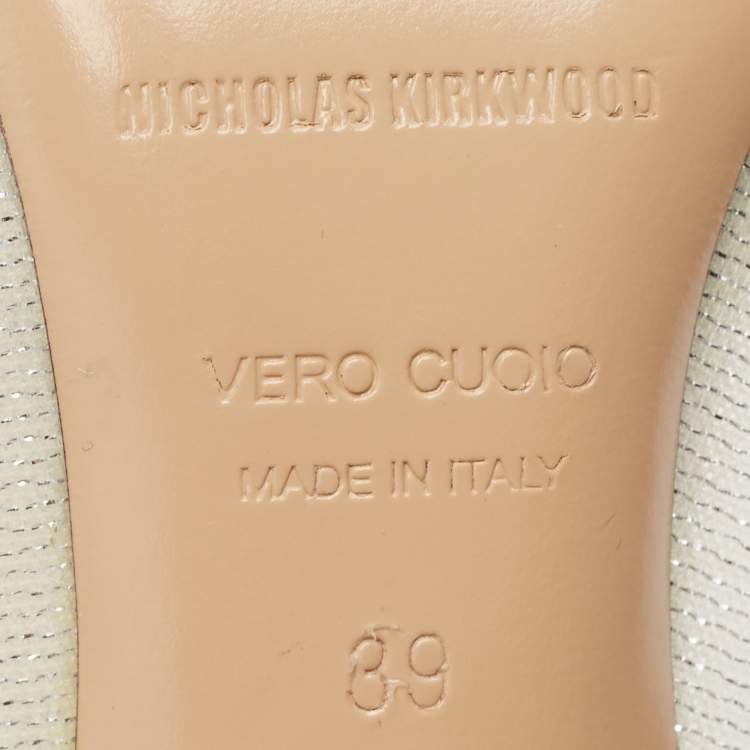 NICHOLAS KIRKWOOD
VERO CUOIO
MADE IN ITALY
39